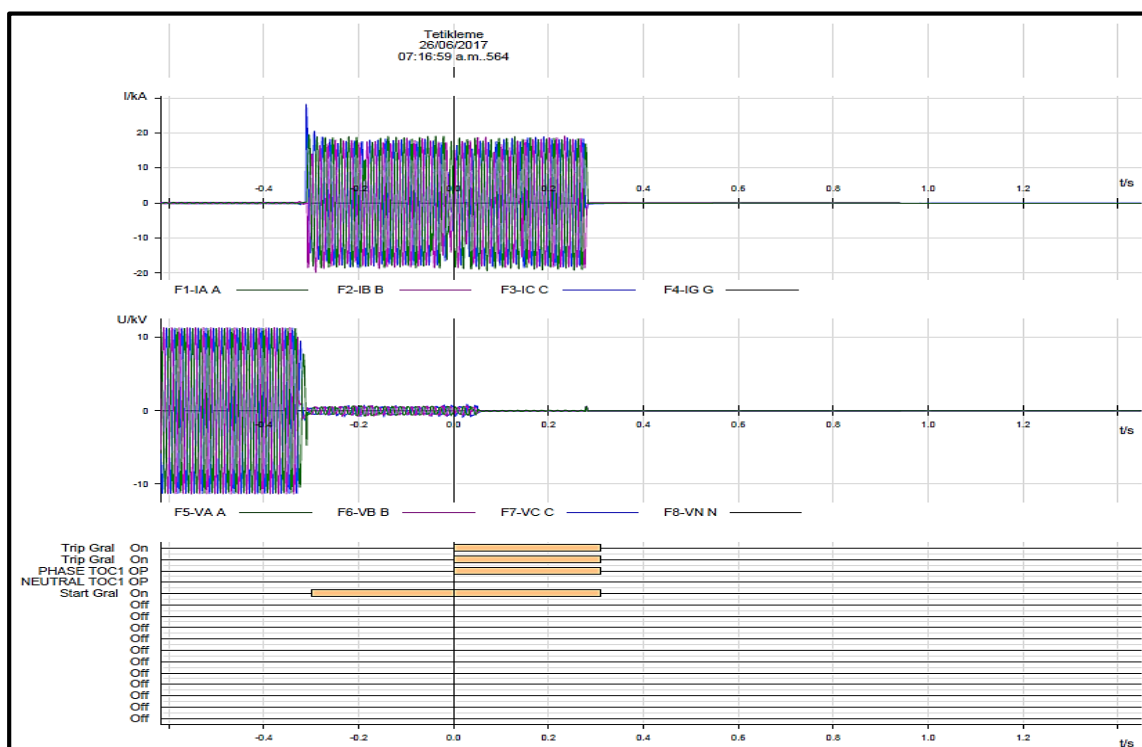 Tetikleme
26/06/2017
07:16:59 a.m..564
I/kA
20
10
-0.4 -0.2 0.0 0.2 0.4 0.6 0.8 1.0 1.2 t/s
0
-10
-20
F1-IA A F2-IB B F3-IC C F4-IG G
U/kV
10
0
-0.4 -0.2 0.0 0.2 0.4 0.6 0.8 1.0 1.2 t/s
-10
F5-VA A F6-VB B F7-VC C F8-VN N
Trip Gral On
Trip Gral On
PHASE TOC1 OP
NEUTRAL TOC1 OP
Start Gral On
Off
Off
Off
Off
Off
Off
Off
Off
Off
Off
Off
-0.4 -0.2 0.0 0.2 0.4 0.6 0.8 1.0 1.2 t/s